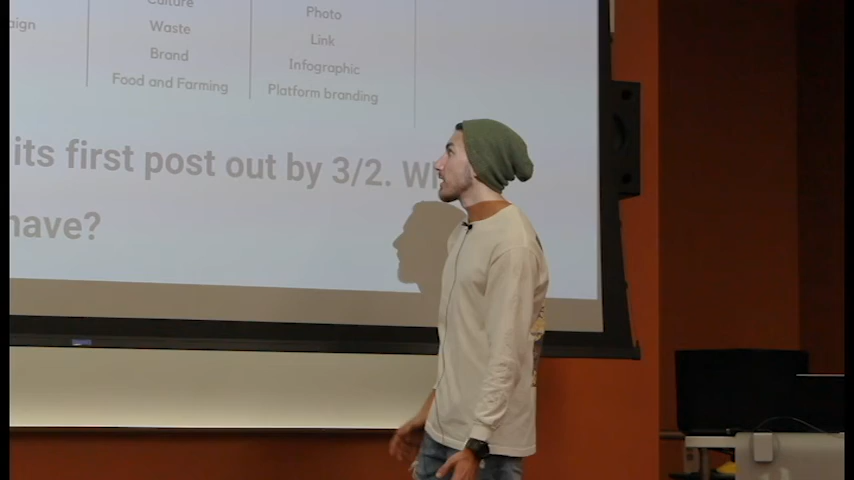 Culture
Photo
aign
Waste
Link
Brand
Infographic
Food and Farming
Platform branding
its first post out by 3/2. W
have?